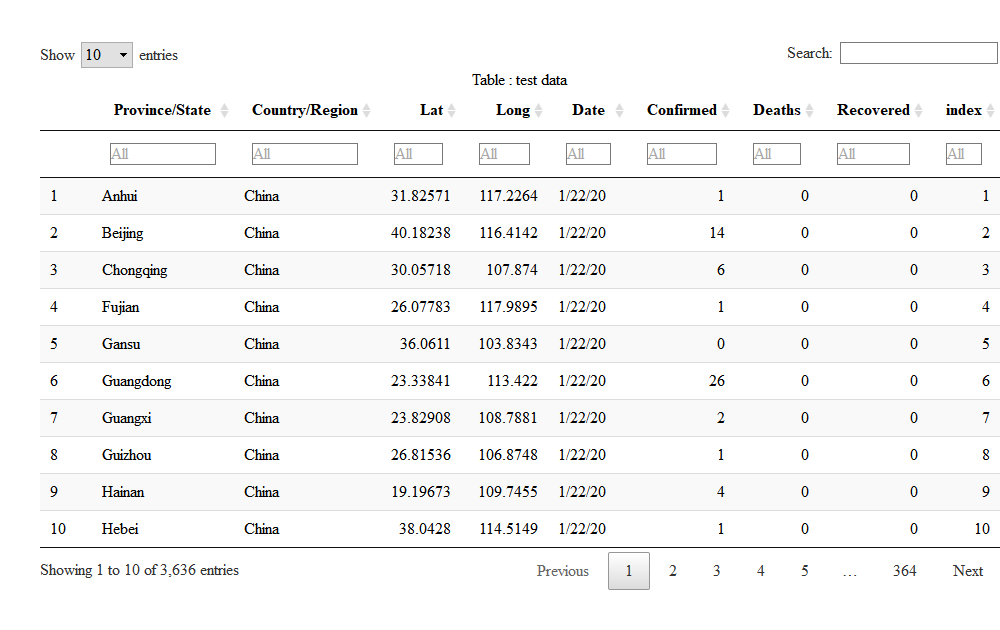 Show 10 entries Search:
Table : test data
Province/State Country/Region Lat Long Date Confirmed Deaths Recovered index
All All All All All All All All All
1 Anhui China 31.82571 117.2264 1/22/20 1 0 0 1
2 Beijing China 40.18238 116.4142 1/22/20 14 0 0 2
3 Chongqing China 30.05718 107.874 1/22/20 6 0 0 3
4 Fujian China 26.07783 117.9895 1/22/20 1 0 0 4
5 Gansu China 36.0611 103.8343 1/22/20 0 0 0 5
6 Guangdong China 23.33841 113.422 1/22/20 26 0 0 6
7 Guangxi China 23.82908 108.7881 1/22/20 2 0 0 7
8 Guizhou China 26.81536 106.8748 1/22/20 1 0 0 8
9 Hainan China 19.19673 109.7455 1/22/20 4 0 0 9
10 Hebei China 38.0428 114.5149 1/22/20 1 0 0 10
Showing 1 to 10 of 3,636 entries Previous 1 2 3 4 5 … 364 Next